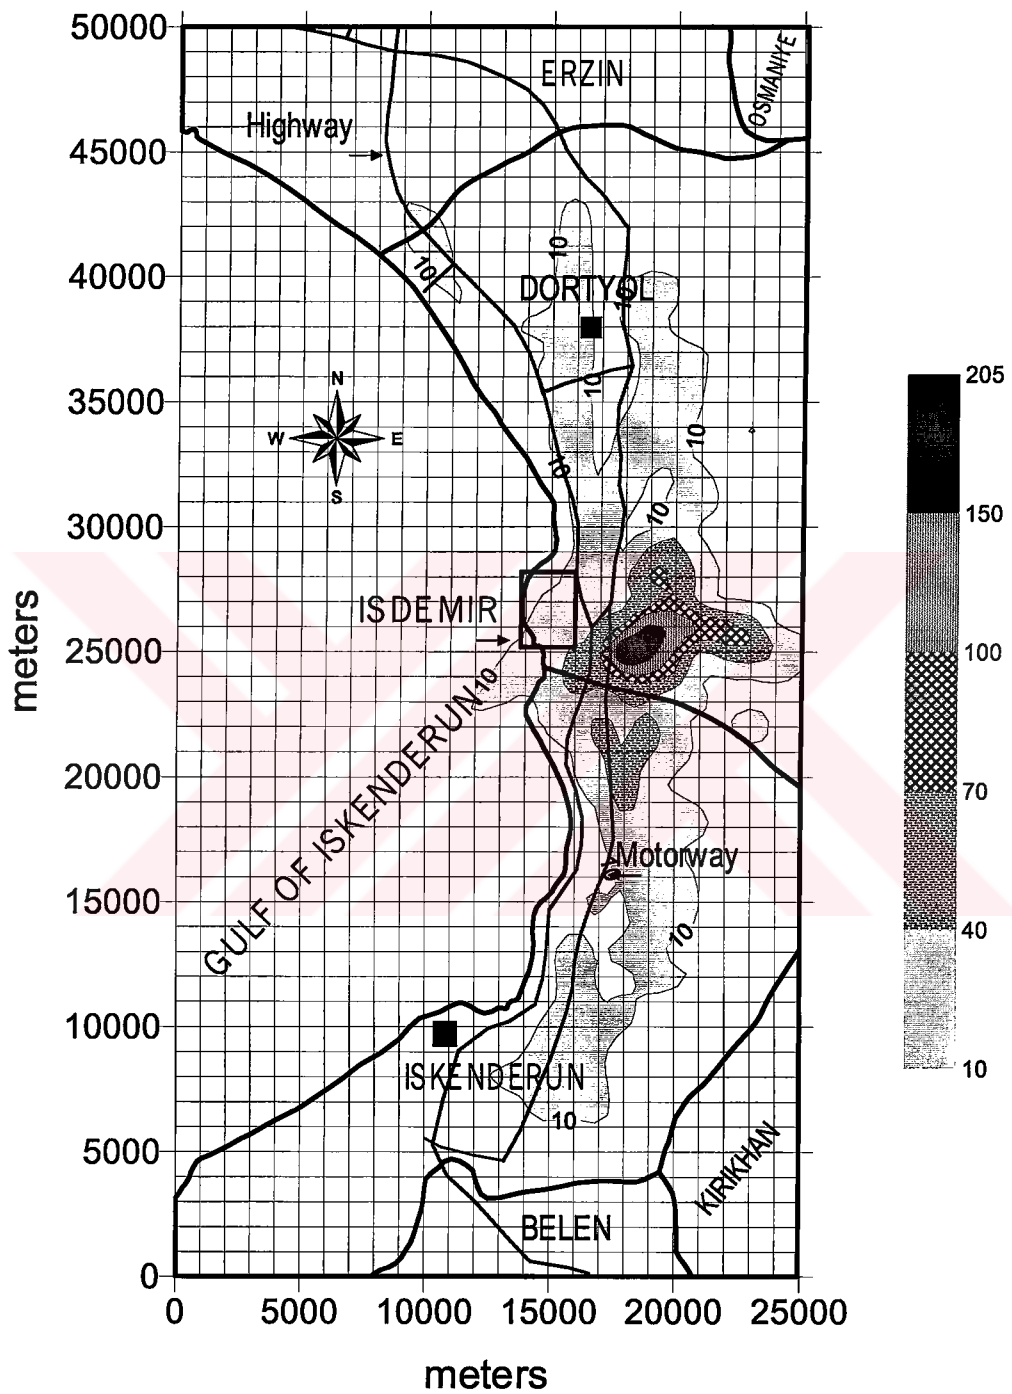 50000
ERZIN
OSMANIYE
Highway
45000
10
10
40000
DORTYOL
10
205
35000
10
N
W E
S
10
10
150
30000
10
ISDEMIR
25000
100
10
meters
GULF OF ISKENDERUN
20000
70
Motorway
15000
10
40
10000
10
ISKENDERUN
10
5000
KIRIKHAN
BELEN
0
0 5000 10000 15000 20000 25000
meters